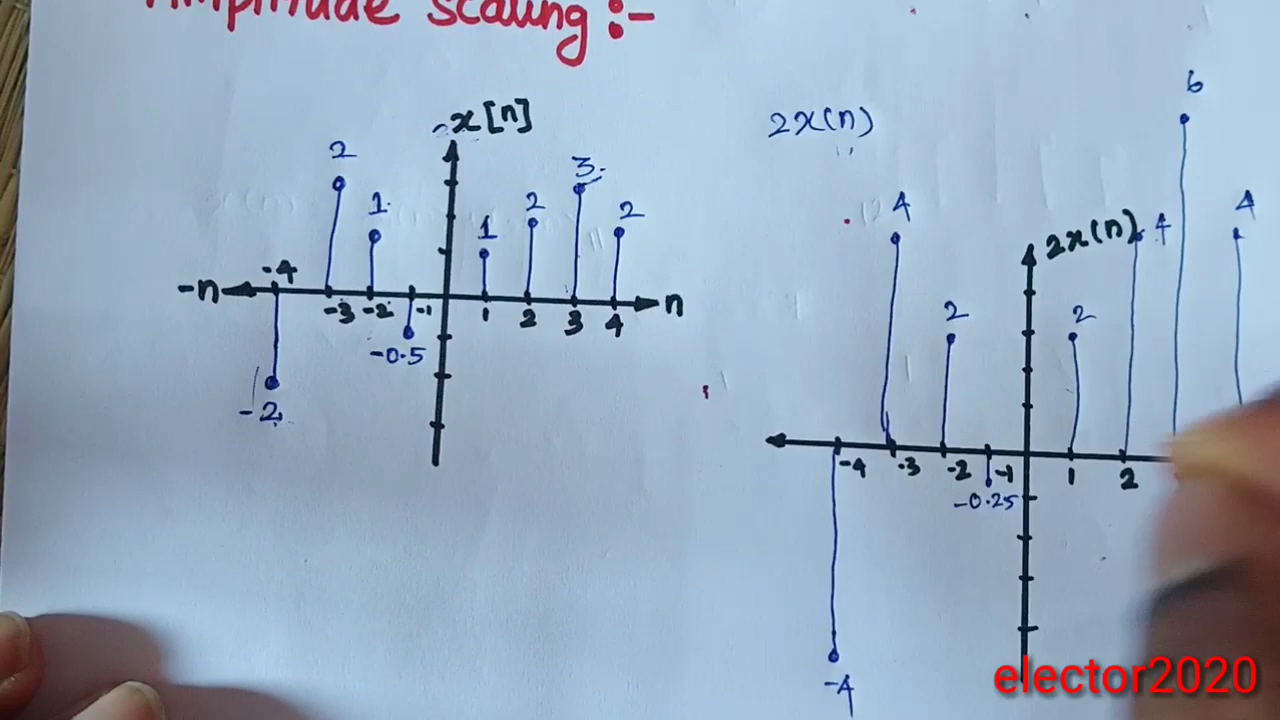 Amplitude scaling :-
x[n]
2x(n)
6
2
1
1
2
3
2
-4
-n
n
-3 -2 -1
1 2 3 4
-0.5
-2
4
2x(n)
4
4
2
2
-4 -3 -2 -1
1 2
-0.25
-4
elector2020